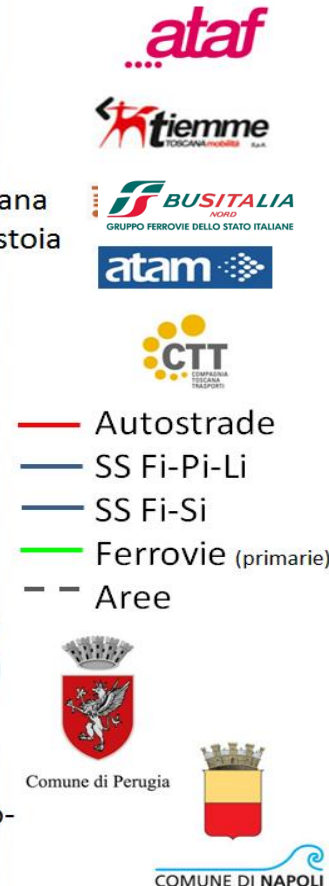 ataf
tiemme
TOSCANA mobilità S.p.A.
ana
stoia
BUSITALIA
NORD
GRUPPO FERROVIE DELLO STATO ITALIANE
atam
CTT
COMPAGNIA
TOSCANA
TRASPORTI
Autostrade
SS Fi-Pi-Li
SS Fi-Si
Ferrovie (primarie)
Aree
Comune di Perugia
o-
COMUNE DI NAPOLI